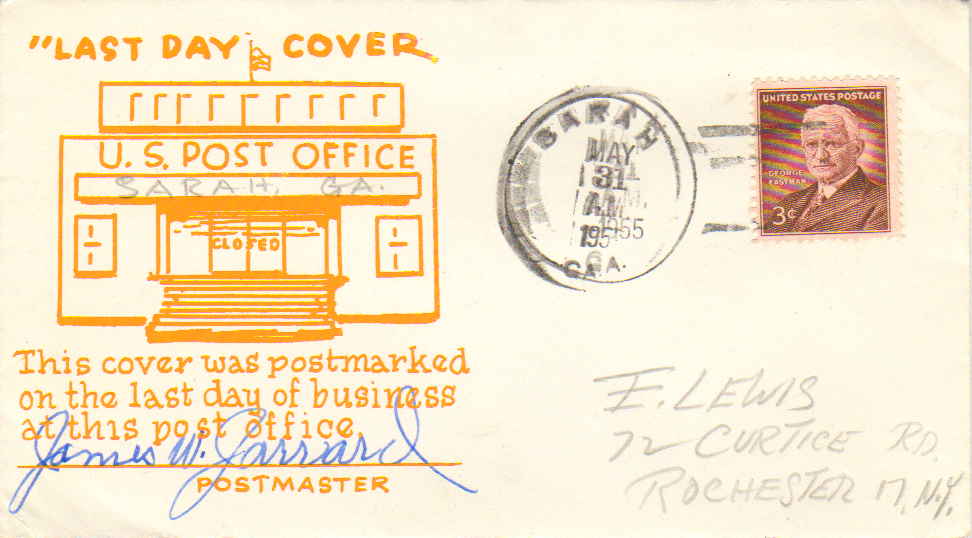 "LAST DAY COVER
U. S. POST OFFICE
SARAH, GA.
CLOSED
This cover was postmarked
on the last day of business
at this post office.
James W. Garrard
POSTMASTER
SARAH
MAY
31
AM
1955
GA.
UNITED STATES POSTAGE
GEORGE
EASTMAN
3¢
E. LEWIS
72 CURTICE RD.
ROCHESTER 17, N.Y.